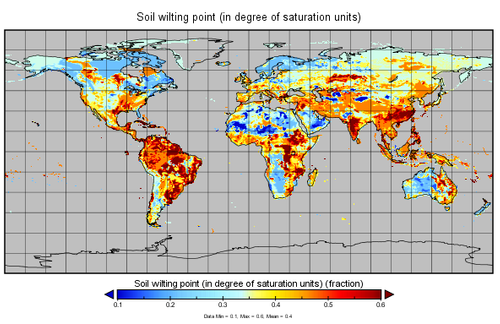 Soil wilting point (in degree of saturation units)
Soil wilting point (in degree of saturation units) (fraction)
0.1 0.2 0.3 0.4 0.5 0.6
Data Min = 0.1, Max = 0.6, Mean = 0.4